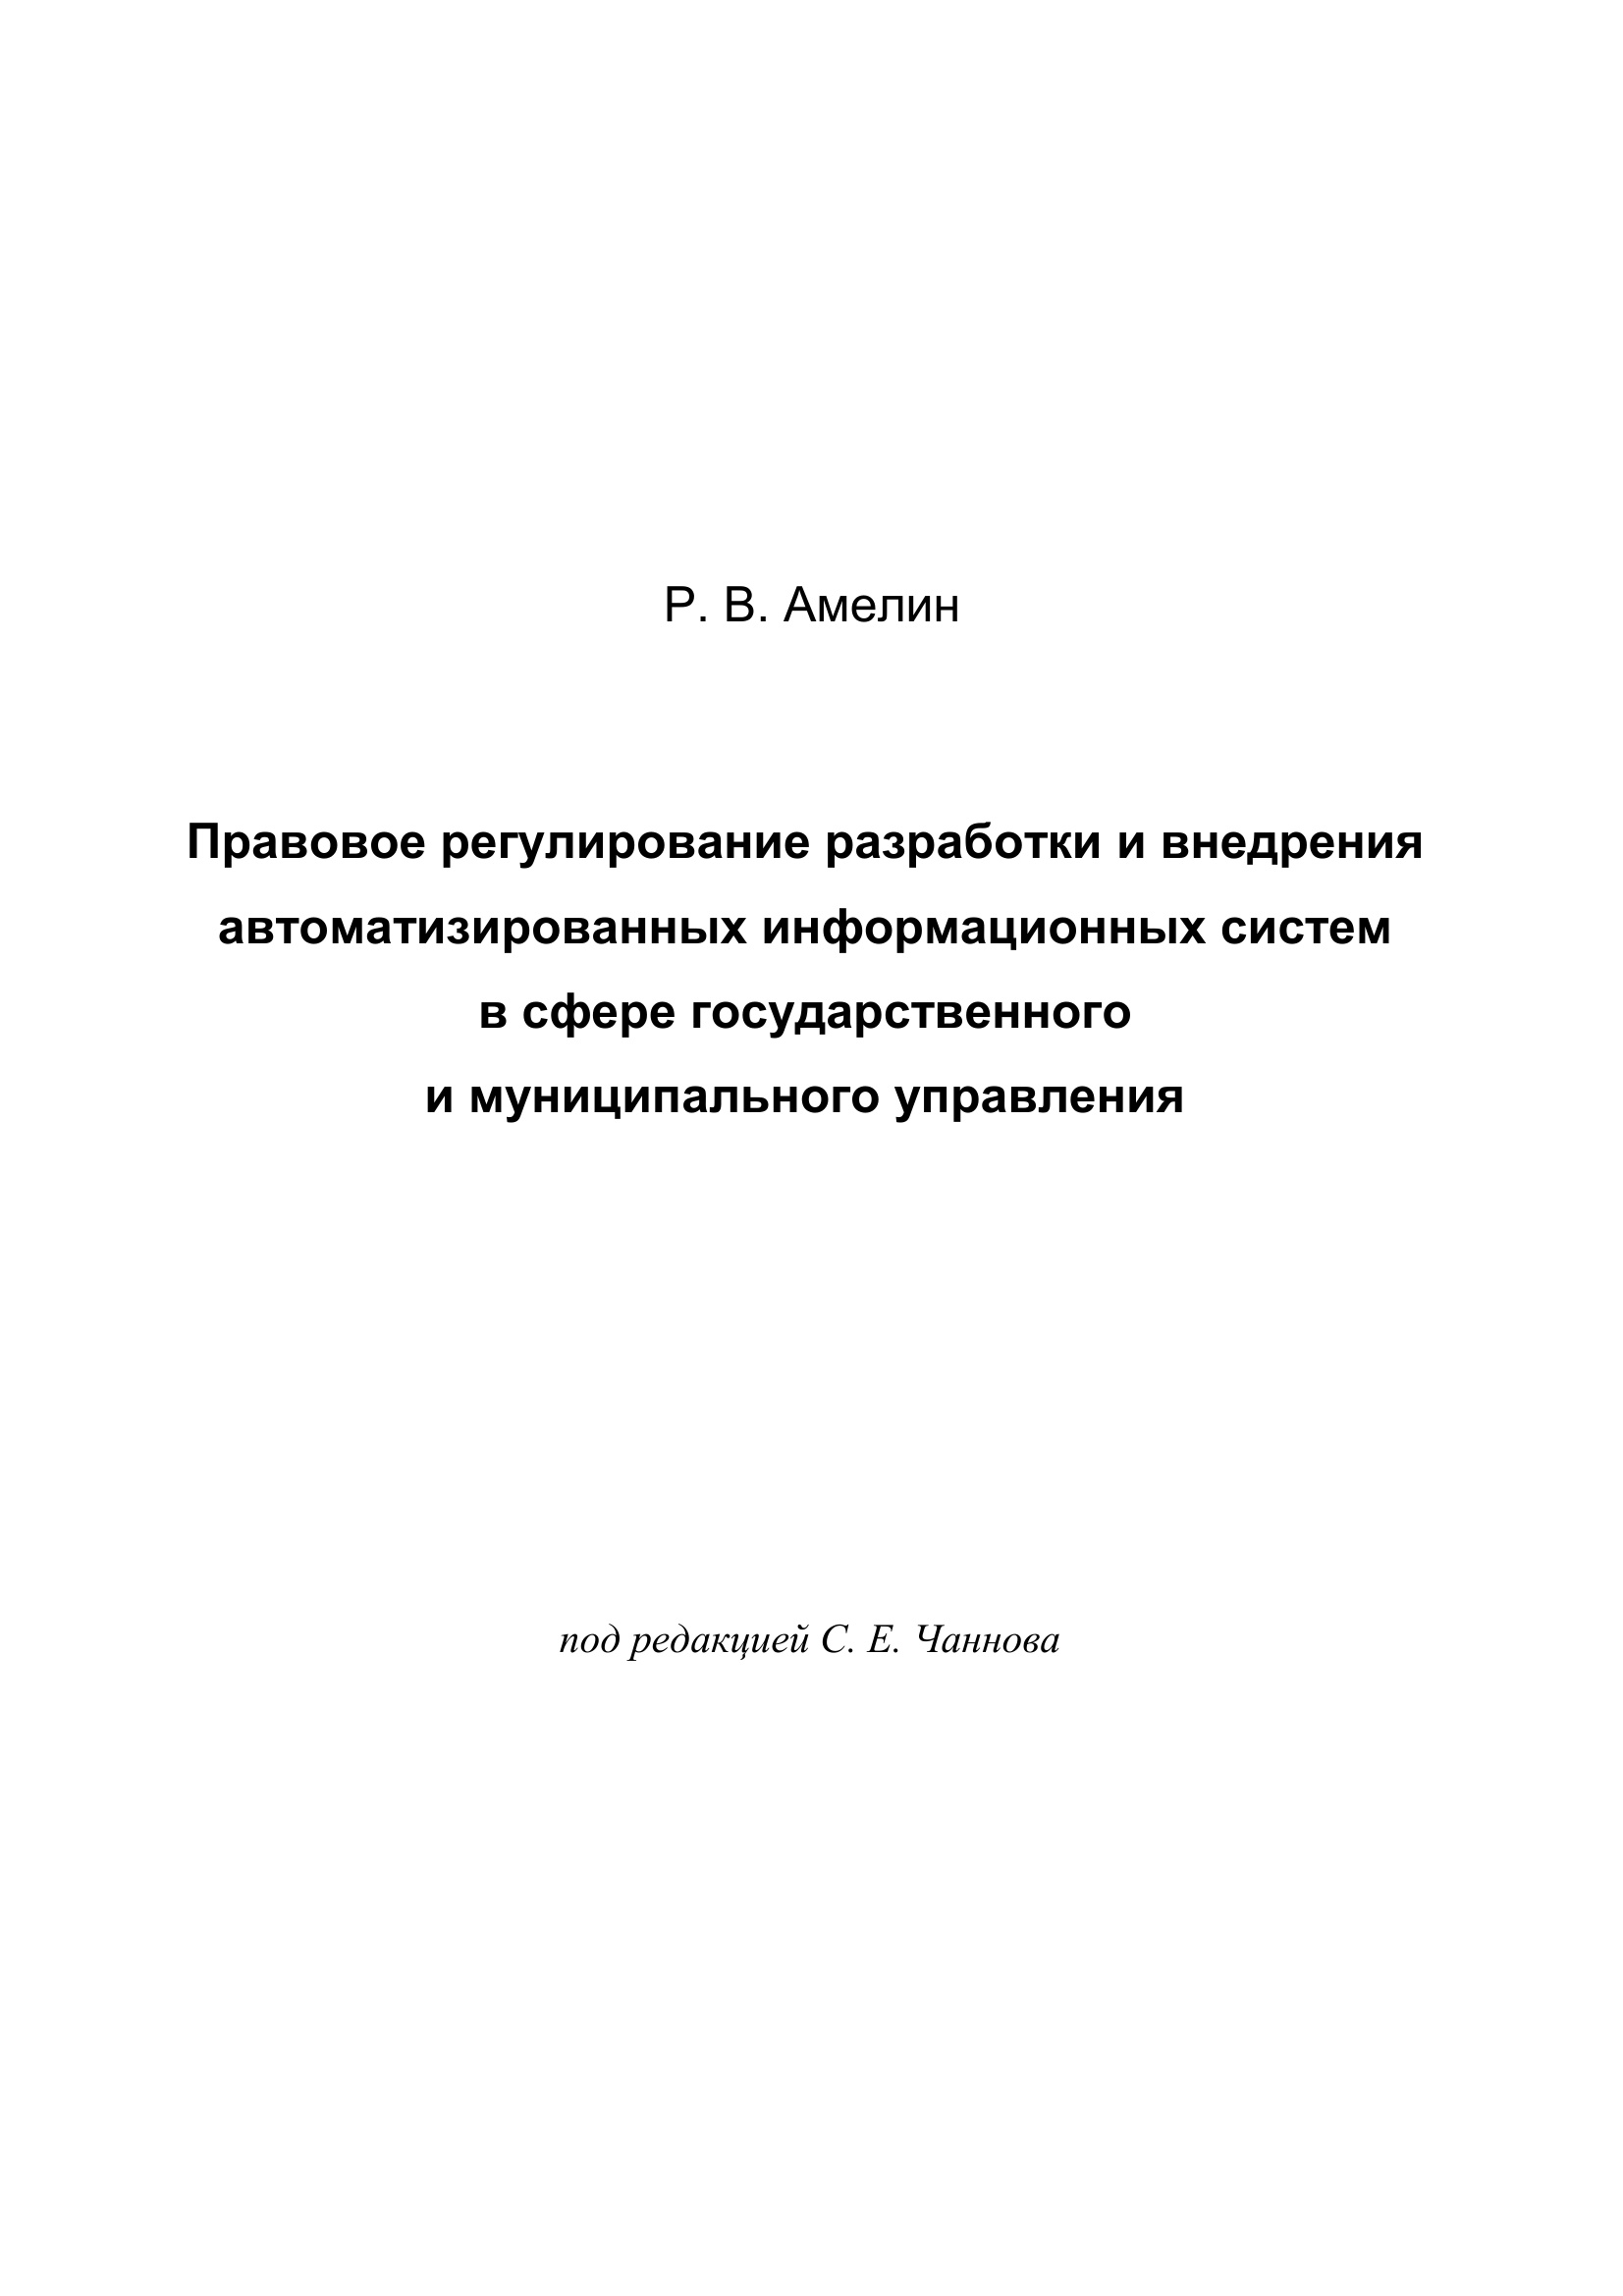 Р. В. Амелин
Правовое регулирование разработки и внедрения
автоматизированных информационных систем
в сфере государственного
и муниципального управления
под редакцией С. Е. Чаннова